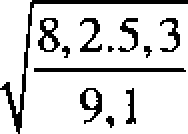 √(8,2.5,3 / 9,1)